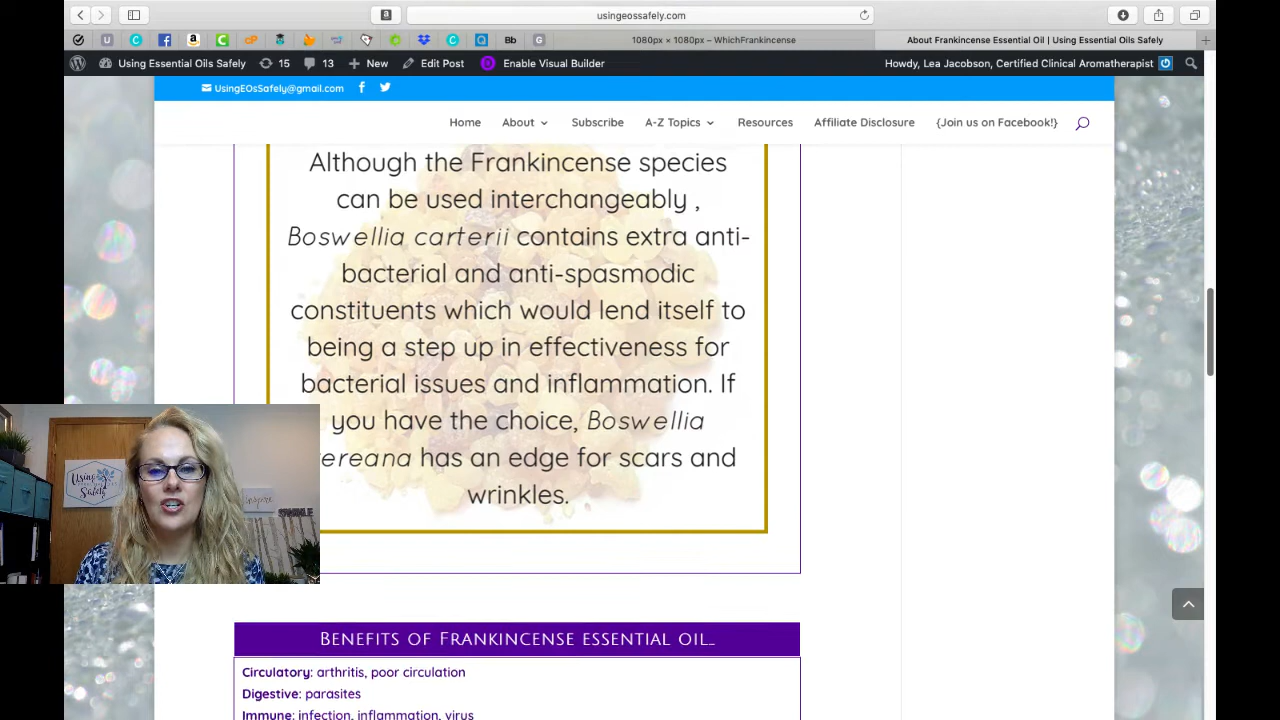 usingeossafely.com
1080px × 1080px – WhichFrankincense
About Frankincense Essential Oil | Using Essential Oils Safely
Using Essential Oils Safely 15 13 New Edit Post Enable Visual Builder
Howdy, Lea Jacobson, Certified Clinical Aromatherapist
UsingEOsSafely@gmail.com
Home About Subscribe A-Z Topics Resources Affiliate Disclosure {Join us on Facebook!}
Although the Frankincense species
can be used interchangeably ,
Boswellia carterii contains extra anti-
bacterial and anti-spasmodic
constituents which would lend itself to
being a step up in effectiveness for
bacterial issues and inflammation. If
you have the choice, Boswellia
ereana has an edge for scars and
wrinkles.
Using
Safely
inspire
SPARKLE
Benefits of Frankincense essential oil…
Circulatory: arthritis, poor circulation
Digestive: parasites
Immune: infection, inflammation, virus